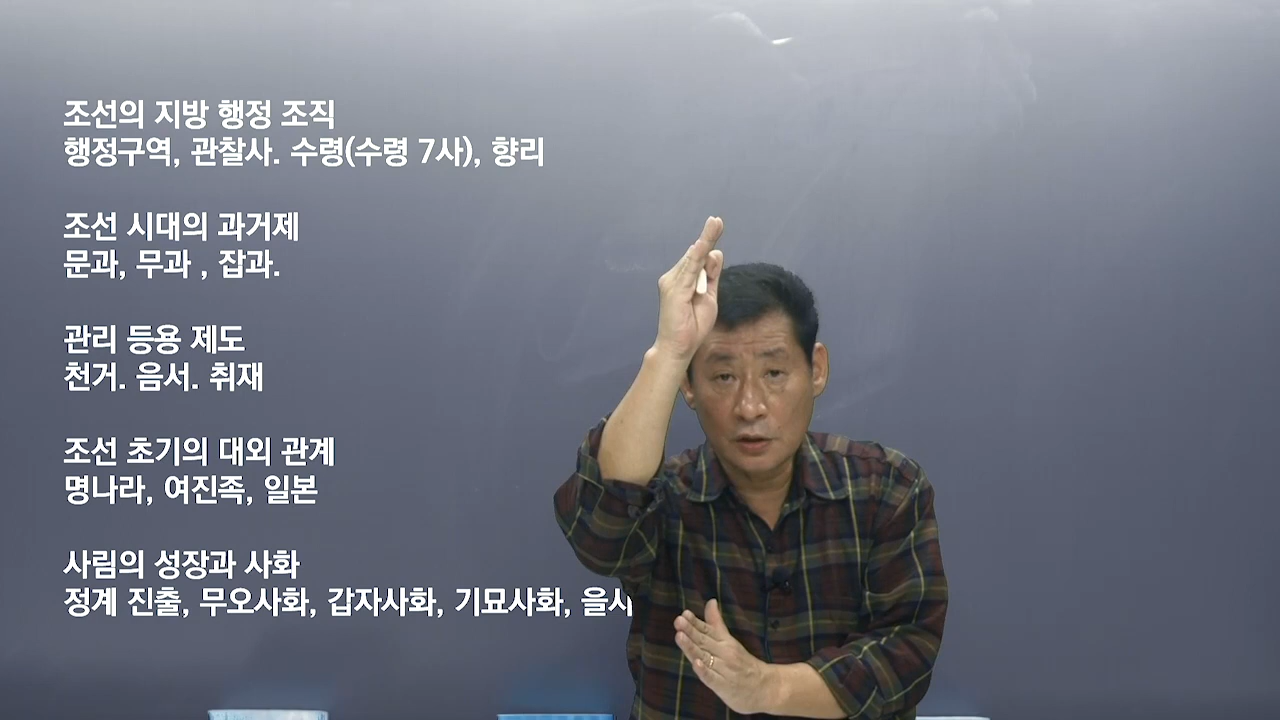 조선의 지방 행정 조직
행정구역, 관찰사. 수령(수령 7사), 향리
조선 시대의 과거제
문과, 무과 , 잡과.
관리 등용 제도
천거. 음서. 취재
조선 초기의 대외 관계
명나라, 여진족, 일본
사림의 성장과 사화
정계 진출, 무오사화, 갑자사화, 기묘사화,